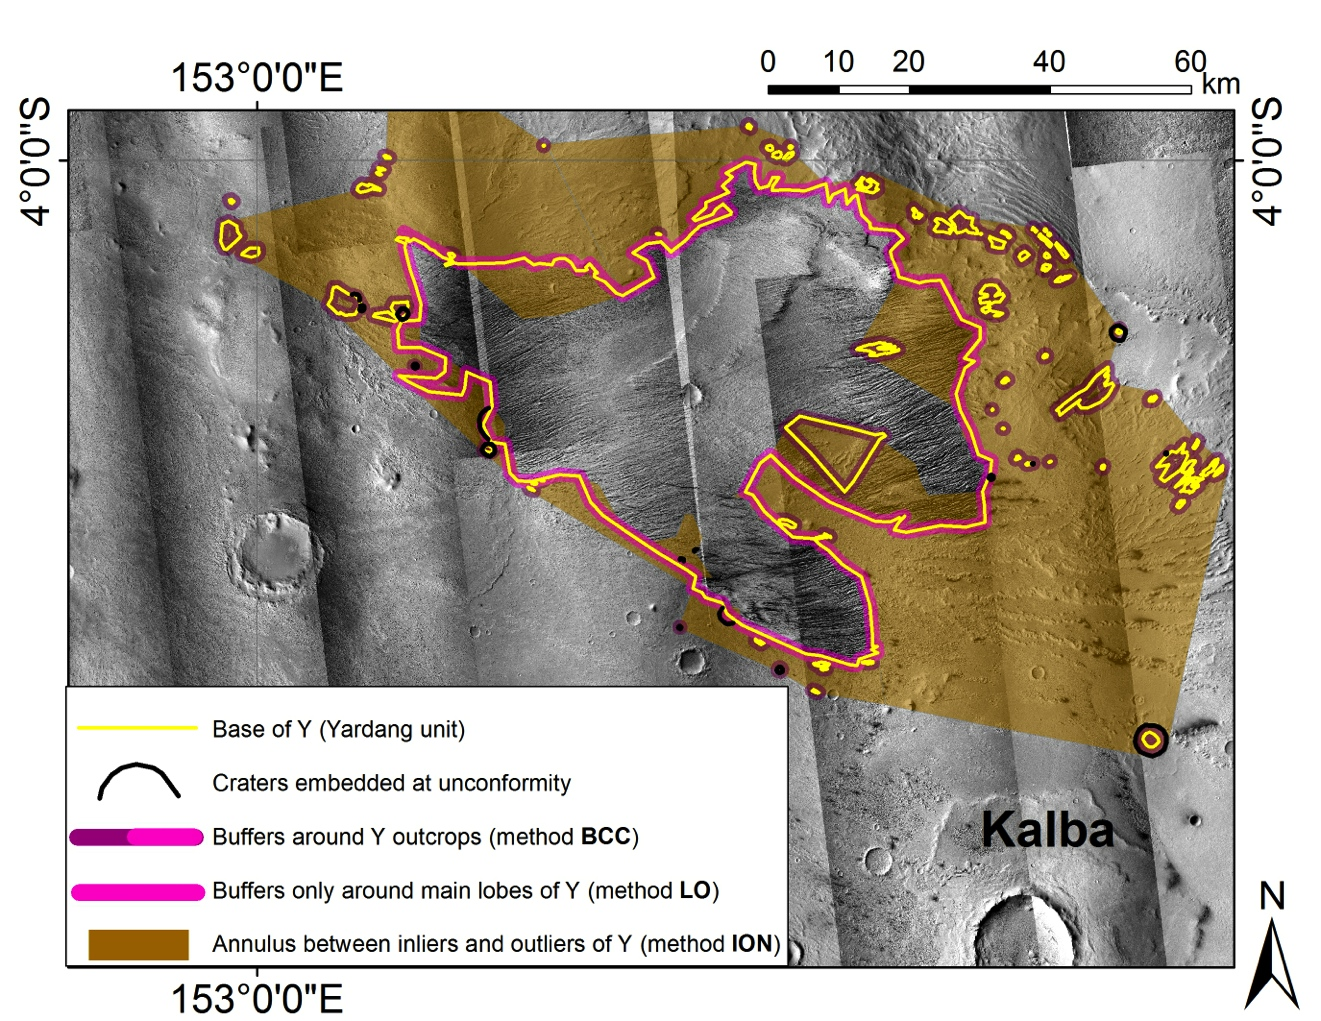 0 10 20 40 60
km
153°0'0"E
4°0'0"S
4°0'0"S
Base of Y (Yardang unit)
Craters embedded at unconformity
Buffers around Y outcrops (method BCC)
Buffers only around main lobes of Y (method LO)
Annulus between inliers and outliers of Y (method ION)
Kalba
N
153°0'0"E